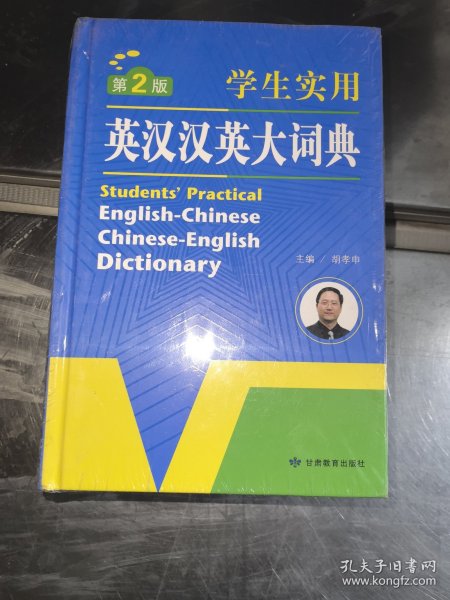 第2版
学生实用
英汉汉英大词典
Students' Practical
English-Chinese
Chinese-English
Dictionary
主编 / 胡孝申
甘肃教育出版社
孔夫子旧书网
www.kongfz.com